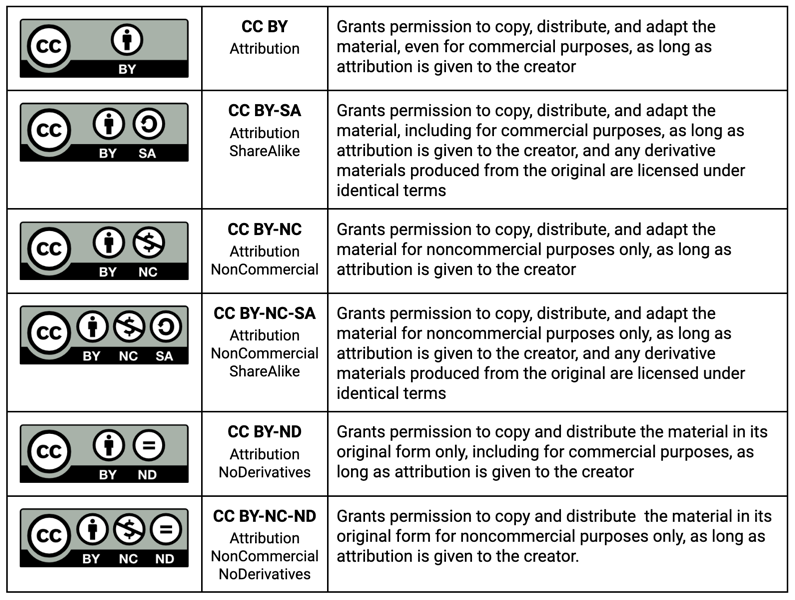 CC BY
CC BY
Attribution
Grants permission to copy, distribute, and adapt the
material, even for commercial purposes, as long as
attribution is given to the creator
CC BY SA
CC BY-SA
Attribution
ShareAlike
Grants permission to copy, distribute, and adapt the
material, including for commercial purposes, as long as
attribution is given to the creator, and any derivative
materials produced from the original are licensed under
identical terms
CC $ BY NC
CC BY-NC
Attribution
NonCommercial
Grants permission to copy, distribute, and adapt the
material for noncommercial purposes only, as long as
attribution is given to the creator
CC $ BY NC SA
CC BY-NC-SA
Attribution
NonCommercial
ShareAlike
Grants permission to copy, distribute, and adapt the
material for noncommercial purposes only, as long as
attribution is given to the creator, and any derivative
materials produced from the original are licensed under
identical terms
CC = BY ND
CC BY-ND
Attribution
NoDerivatives
Grants permission to copy and distribute the material in its
original form only, including for commercial purposes, as
long as attribution is given to the creator
CC $ = BY NC ND
CC BY-NC-ND
Attribution
NonCommercial
NoDerivatives
Grants permission to copy and distribute  the material in its
original form for noncommercial purposes only, as long as
attribution is given to the creator.